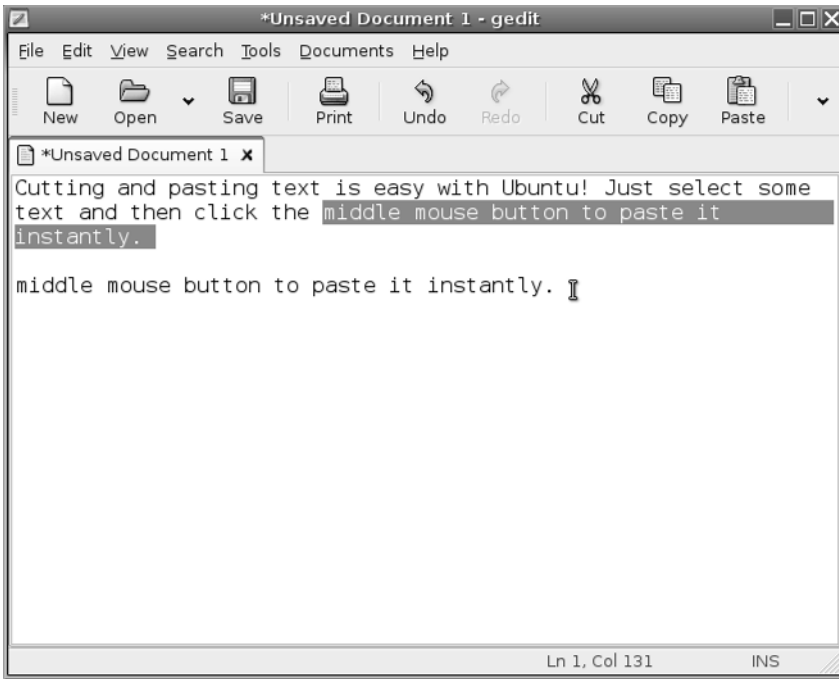 *Unsaved Document 1 - gedit
File Edit View Search Tools Documents Help
New Open Save Print Undo Redo Cut Copy Paste
*Unsaved Document 1 x
Cutting and pasting text is easy with Ubuntu! Just select some
text and then click the middle mouse button to paste it
instantly.
middle mouse button to paste it instantly.
Ln 1, Col 131 INS